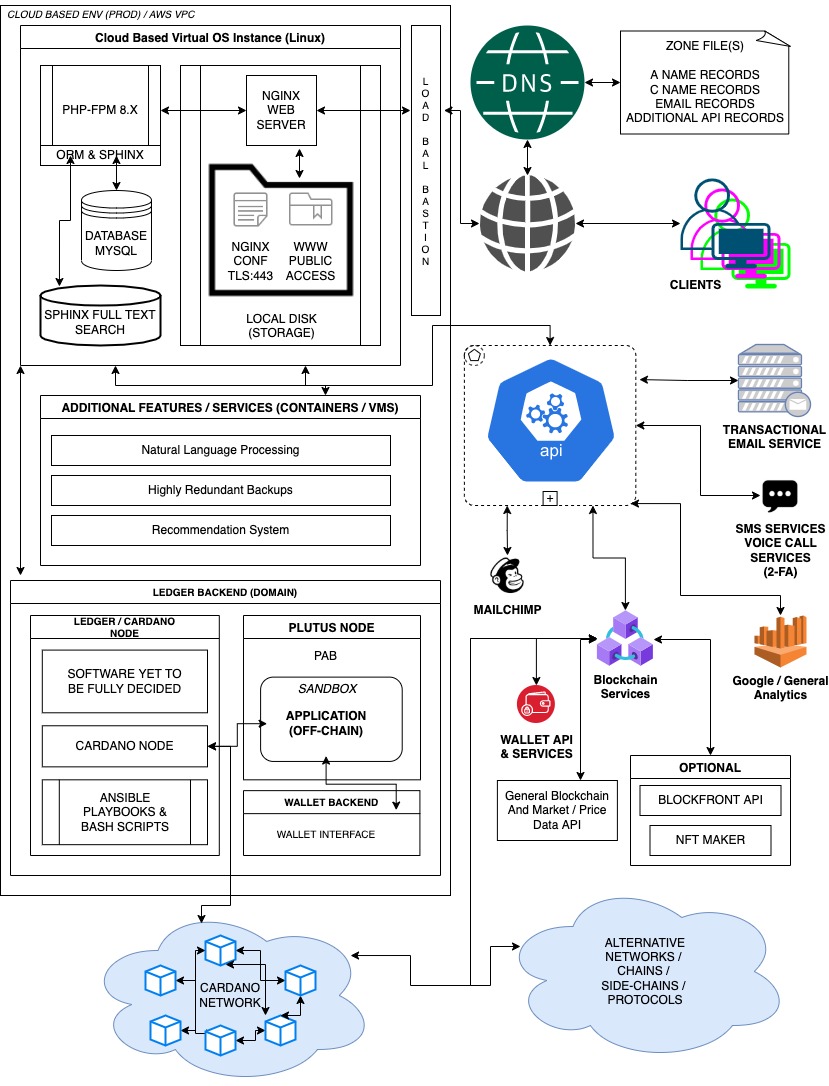 CLOUD BASED ENV (PROD) / AWS VPC
Cloud Based Virtual OS Instance (Linux)
PHP-FPM 8.X
ORM & SPHINX
DATABASE
MYSQL
SPHINX FULL TEXT
SEARCH
NGINX
WEB
SERVER
NGINX
CONF
TLS:443
WWW
PUBLIC
ACCESS
LOCAL DISK
(STORAGE)
L
O
A
D
B
A
L
B
A
S
T
I
O
N
DNS
ZONE FILE(S)
A NAME RECORDS
C NAME RECORDS
EMAIL RECORDS
ADDITIONAL API RECORDS
CLIENTS
ADDITIONAL FEATURES / SERVICES (CONTAINERS / VMS)
Natural Language Processing
Highly Redundant Backups
Recommendation System
api
TRANSACTIONAL
EMAIL SERVICE
SMS SERVICES
VOICE CALL
SERVICES
(2-FA)
MAILCHIMP
Blockchain
Services
Google / General
Analytics
WALLET API
& SERVICES
General Blockchain
And Market / Price
Data API
OPTIONAL
BLOCKFRONT API
NFT MAKER
LEDGER BACKEND (DOMAIN)
LEDGER / CARDANO
NODE
SOFTWARE YET TO
BE FULLY DECIDED
CARDANO NODE
ANSIBLE
PLAYBOOKS &
BASH SCRIPTS
PLUTUS NODE
PAB
SANDBOX
APPLICATION
(OFF-CHAIN)
WALLET BACKEND
WALLET INTERFACE
CARDANO
NETWORK
ALTERNATIVE
NETWORKS /
CHAINS /
SIDE-CHAINS /
PROTOCOLS